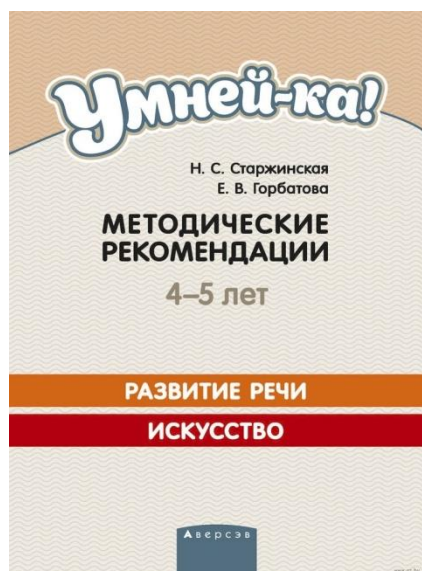 Умней-ка!
Н. С. Старжинская
Е. В. Горбатова
МЕТОДИЧЕСКИЕ
РЕКОМЕНДАЦИИ
4–5 лет
РАЗВИТИЕ РЕЧИ
ИСКУССТВО
Аверсэв